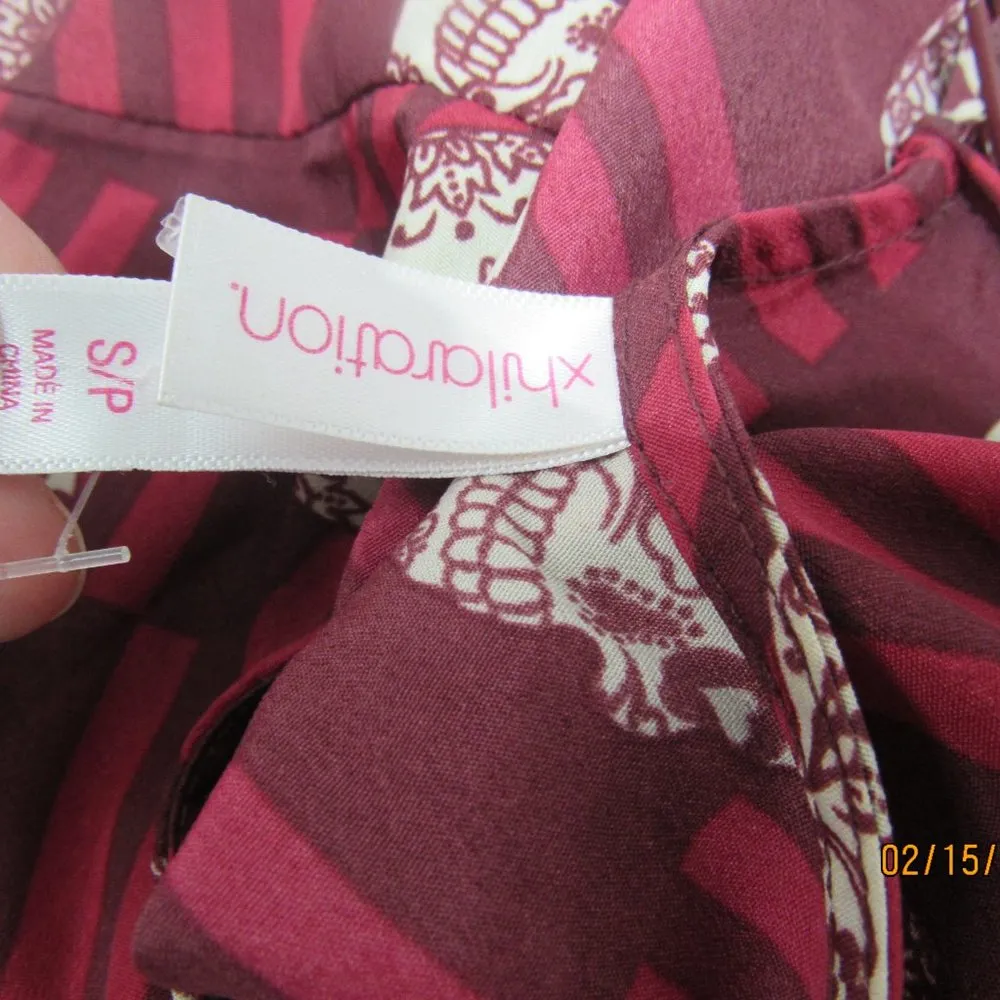 xhilaration.
S/P
MADE IN
CHINA
02/15/